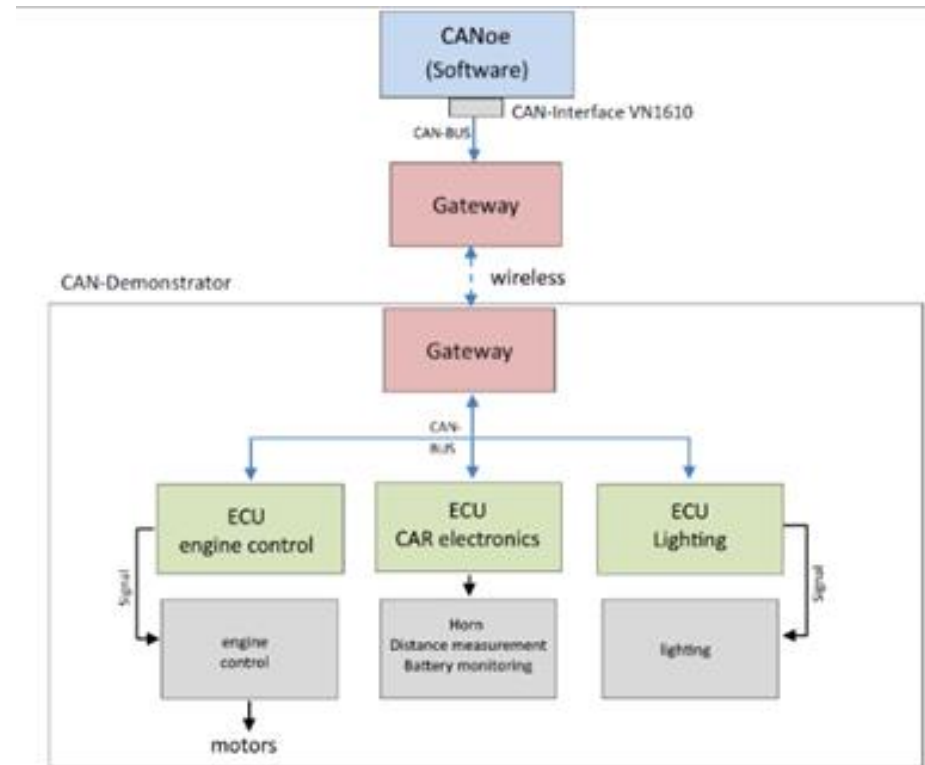 CANoe
(Software)
CAN-Interface VN1610
CAN-BUS
Gateway
wireless
CAN-Demonstrator
Gateway
CAN-
BUS
ECU
engine control
ECU
CAR electronics
ECU
Lighting
Signal
Signal
engine
control
Horn
Distance measurement
Battery monitoring
lighting
motors